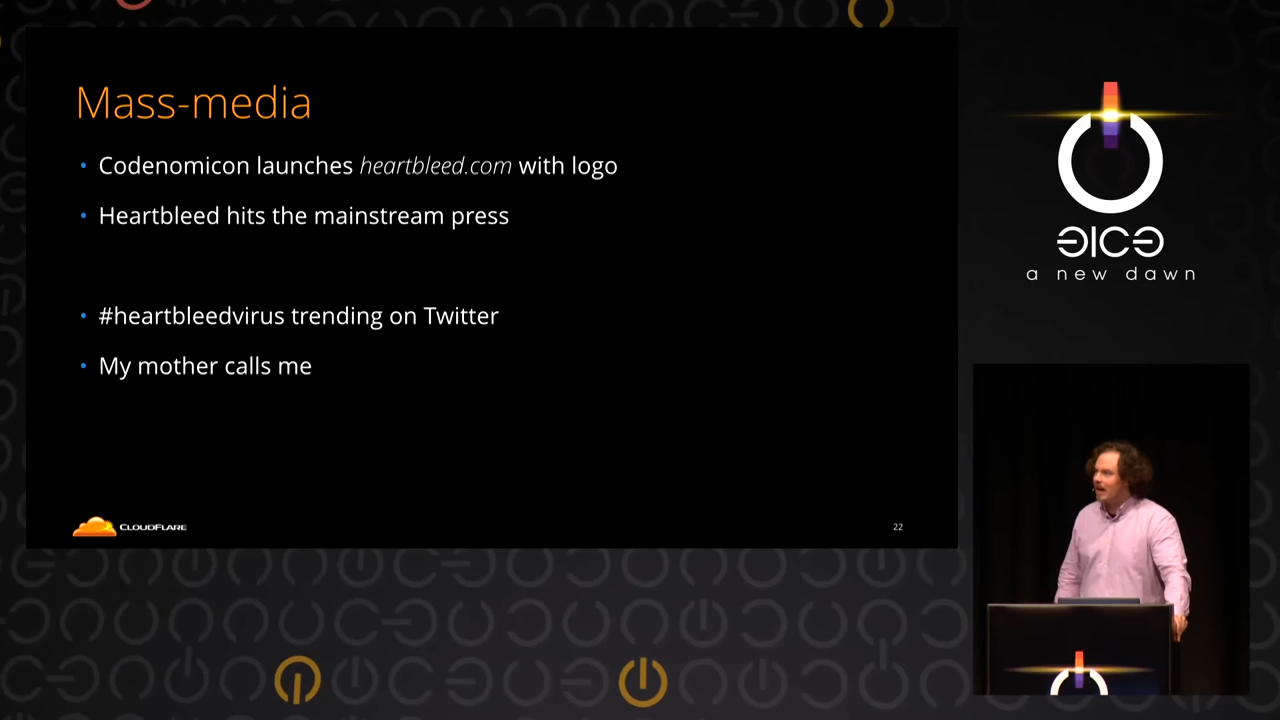 Mass-media
• Codenomicon launches heartbleed.com with logo
• Heartbleed hits the mainstream press
• #heartbleedvirus trending on Twitter
• My mother calls me
CLOUDFLARE
22
ƎICƎ
a new dawn